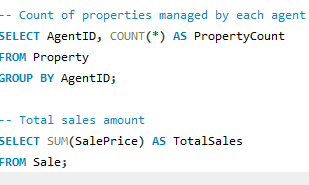 -- Count of properties managed by each agent
SELECT AgentID, COUNT(*) AS PropertyCount
FROM Property
GROUP BY AgentID;
-- Total sales amount
SELECT SUM(SalePrice) AS TotalSales
FROM Sale;